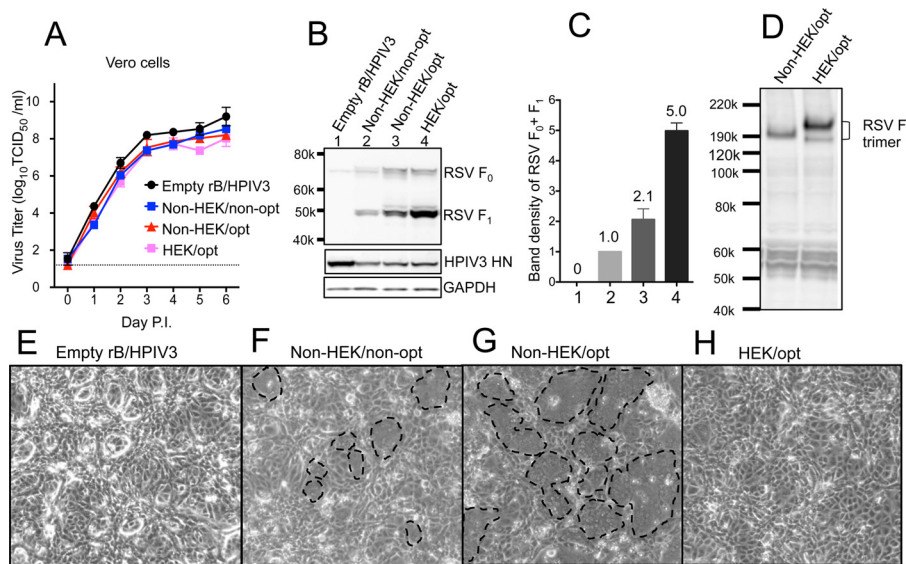 A
Vero cells
Virus Titer (log10 TCID50 /ml)
10
8
6
4
2
0
Empty rB/HPIV3
Non-HEK/non-opt
Non-HEK/opt
HEK/opt
0 1 2 3 4 5 6
Day P.I.
B
Empty rB/HPIV3
Non-HEK/non-opt
Non-HEK/opt
HEK/opt
1 2 3 4
80k
60k
50k
40k
RSV F0
RSV F1
HPIV3 HN
GAPDH
C
Band density of RSV F0+ F1
6
5
4
3
2
1
0
0
1.0
2.1
5.0
1 2 3 4
D
Non-HEK/opt
HEK/opt
220k
190k
120k
100k
60k
50k
40k
RSV F
trimer
E
Empty rB/HPIV3
F
Non-HEK/non-opt
G
Non-HEK/opt
H
HEK/opt